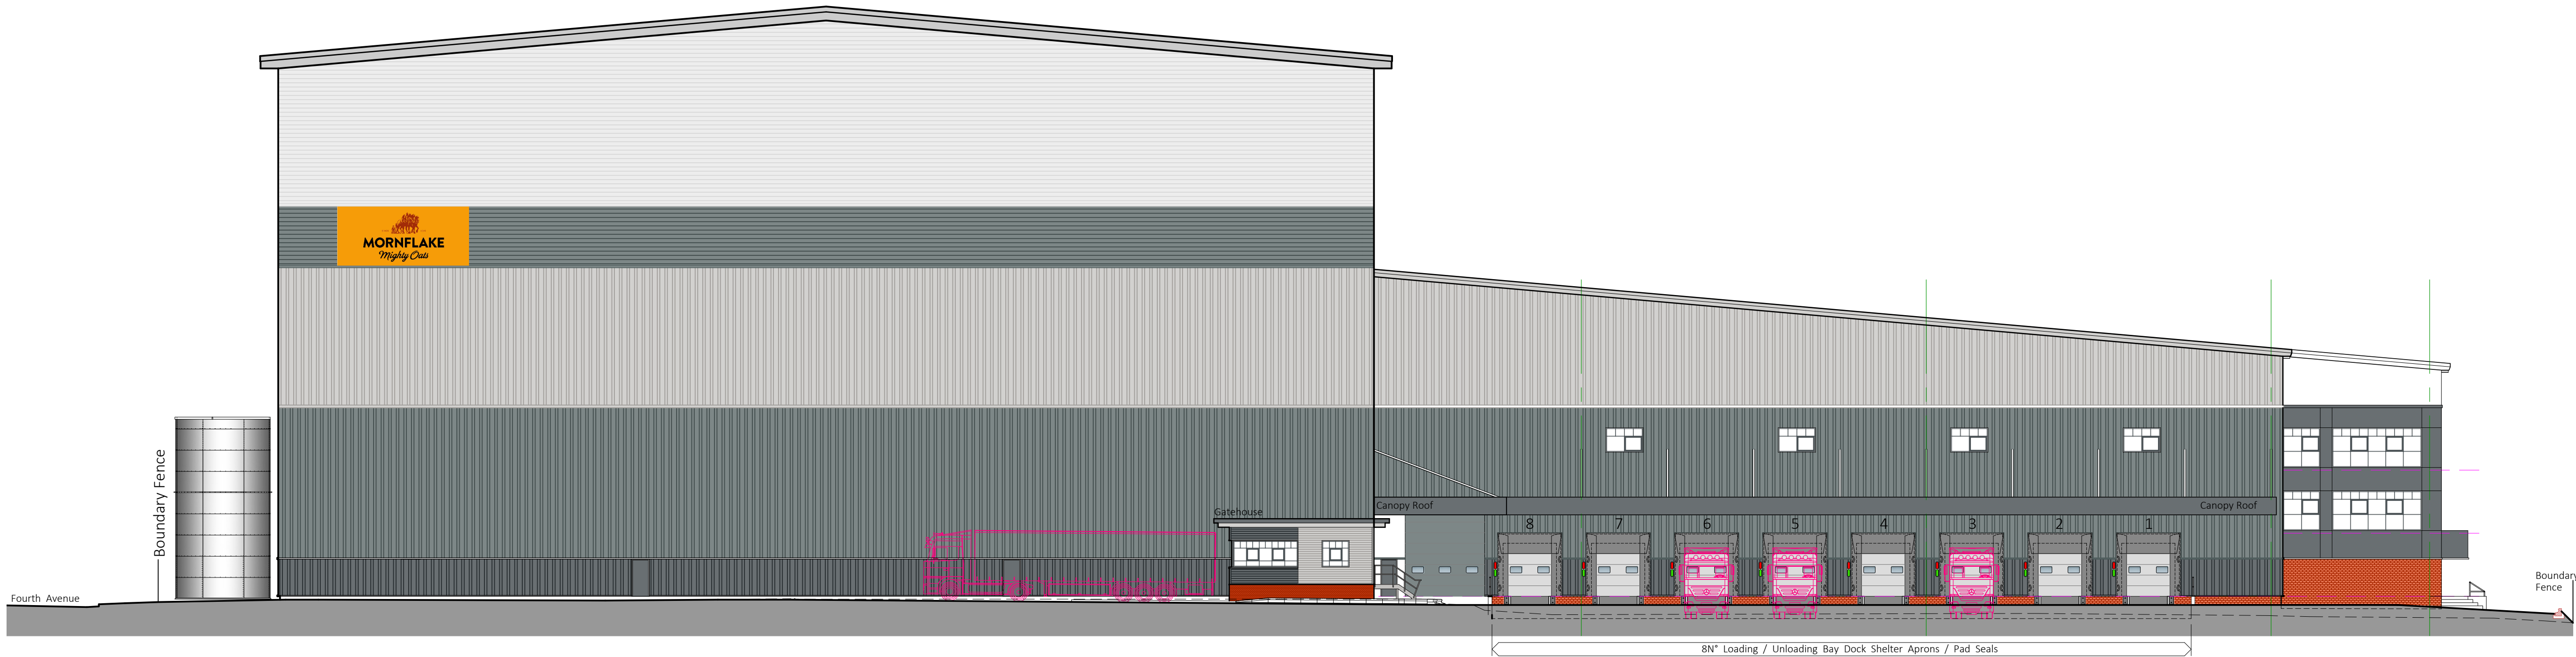 MORNFLAKE
Mighty Oats
Boundary Fence
Fourth Avenue
Gatehouse
Canopy Roof
Canopy Roof
8 7 6 5 4 3 2 1
Boundary
Fence
8N° Loading / Unloading Bay Dock Shelter Aprons / Pad Seals